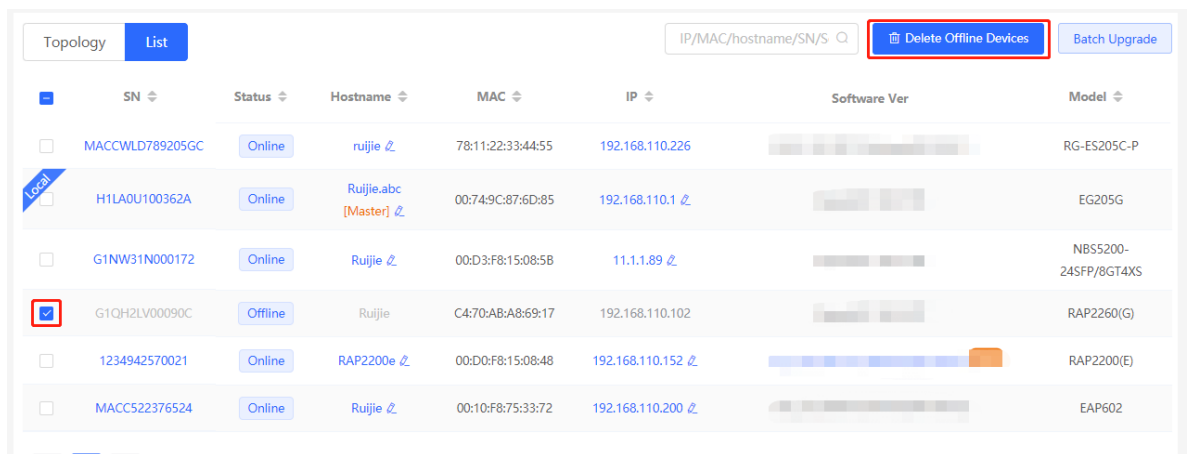 Topology List IP/MAC/hostname/SN/S Delete Offline Devices Batch Upgrade
SN Status Hostname MAC IP Software Ver Model
MACCWLD789205GC Online ruijie 78:11:22:33:44:55 192.168.110.226 RG-ES205C-P
Local
H1LA0U100362A Online Ruijie.abc 00:74:9C:87:6D:85 192.168.110.1 EG205G
[Master]
G1NW31N000172 Online Ruijie 00:D3:F8:15:08:5B 11.1.1.89 NBS5200-
24SFP/8GT4XS
G1QH2LV00090C Offline Ruijie C4:70:AB:A8:69:17 192.168.110.102 RAP2260(G)
1234942570021 Online RAP2200e 00:D0:F8:15:08:48 192.168.110.152 RAP2200(E)
MACC522376524 Online Ruijie 00:10:F8:75:33:72 192.168.110.200 EAP602